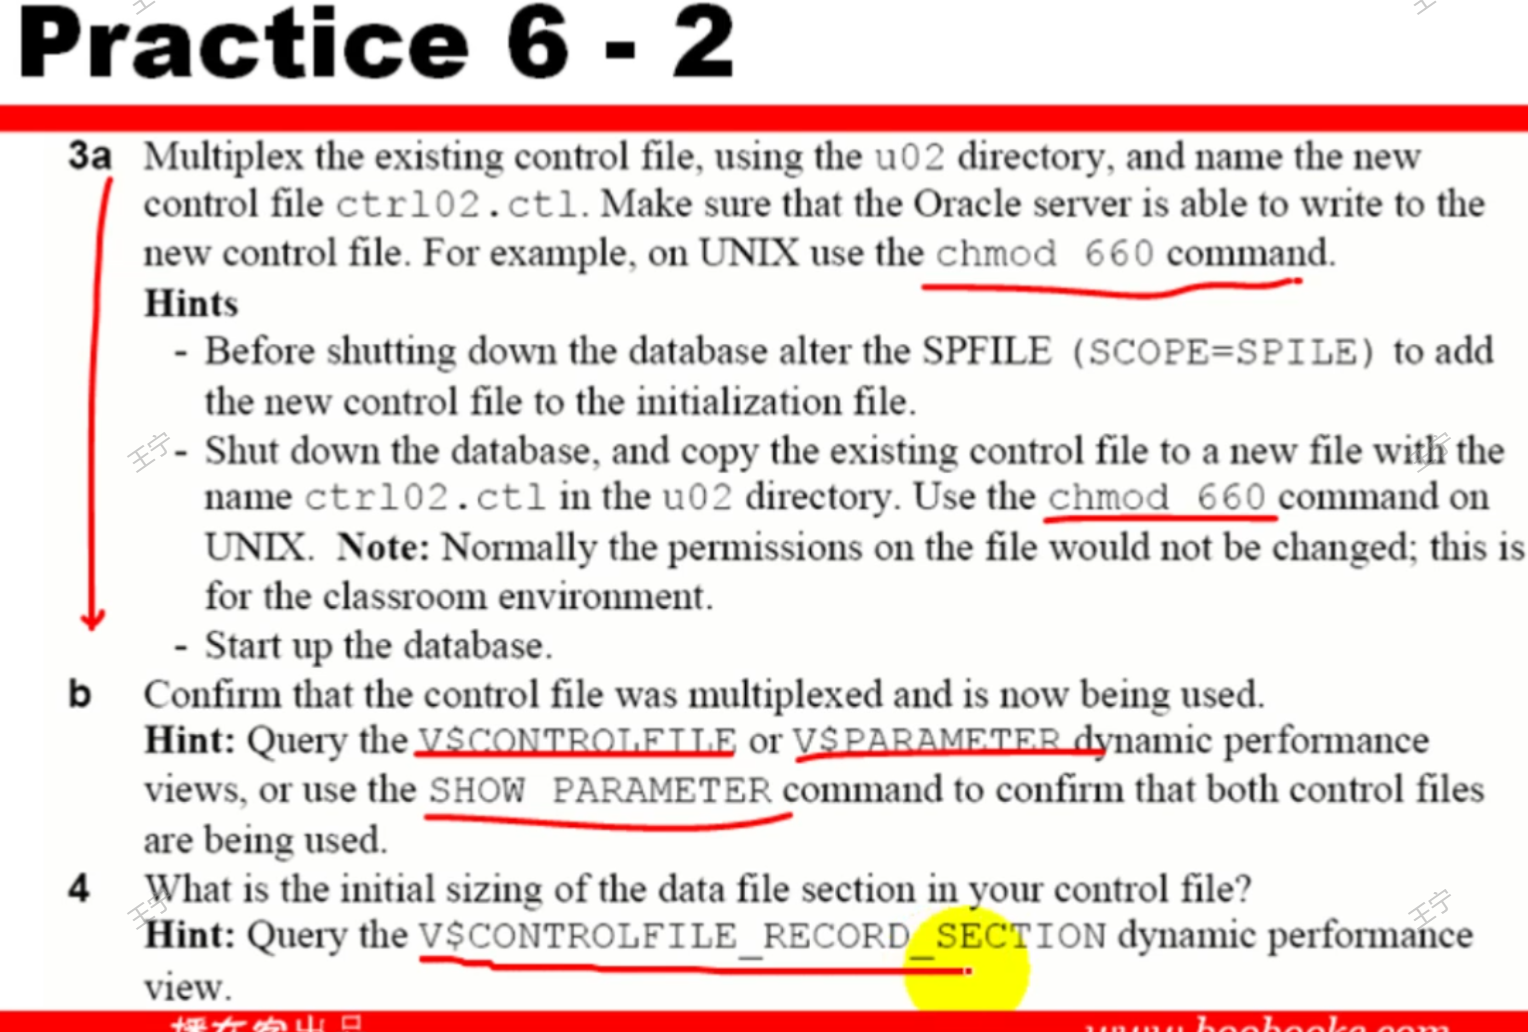 Practice 6 - 2
3a Multiplex the existing control file, using the u02 directory, and name the new
control file ctrl02.ctl. Make sure that the Oracle server is able to write to the
new control file. For example, on UNIX use the chmod 660 command.
Hints
- Before shutting down the database alter the SPFILE (SCOPE=SPILE) to add
the new control file to the initialization file.
- Shut down the database, and copy the existing control file to a new file with the
name ctrl02.ctl in the u02 directory. Use the chmod 660 command on
UNIX. Note: Normally the permissions on the file would not be changed; this is
for the classroom environment.
- Start up the database.
b Confirm that the control file was multiplexed and is now being used.
Hint: Query the V$CONTROLFILE or V$PARAMETER dynamic performance
views, or use the SHOW PARAMETER command to confirm that both control files
are being used.
4 What is the initial sizing of the data file section in your control file?
Hint: Query the V$CONTROLFILE_RECORD_SECTION dynamic performance
view.
王宁
王宁
王宁
王宁